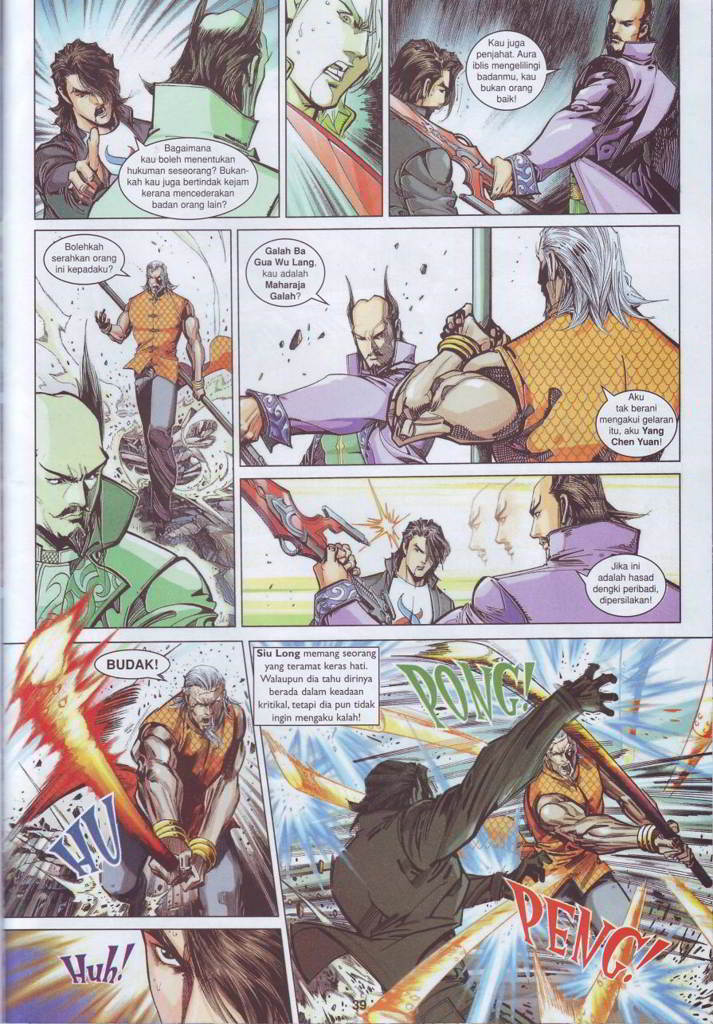 Bagaimana
kau boleh menentukan
hukuman seseorang? Bukan-
kah kau juga bertindak kejam
kerana mencederakan
badan orang lain?
Kau juga
penjahat. Aura
iblis mengelilingi
badanmu, kau
bukan orang
baik!
Bolehkah
serahkan orang
ini kepadaku?
Galah Ba
Gua Wu Lang,
kau adalah
Maharaja
Galah?
Aku
tak berani
mengakui gelaran
itu, aku Yang
Chen Yuan!
Jika ini
adalah hasad
dengki peribadi,
dipersilakan!
BUDAK!
HU
Siu Long memang seorang
yang teramat keras hati.
Walaupun dia tahu dirinya
berada dalam keadaan
kritikal, tetapi dia pun tidak
ingin mengaku kalah!
PONG!
PENG!
Huh!
39